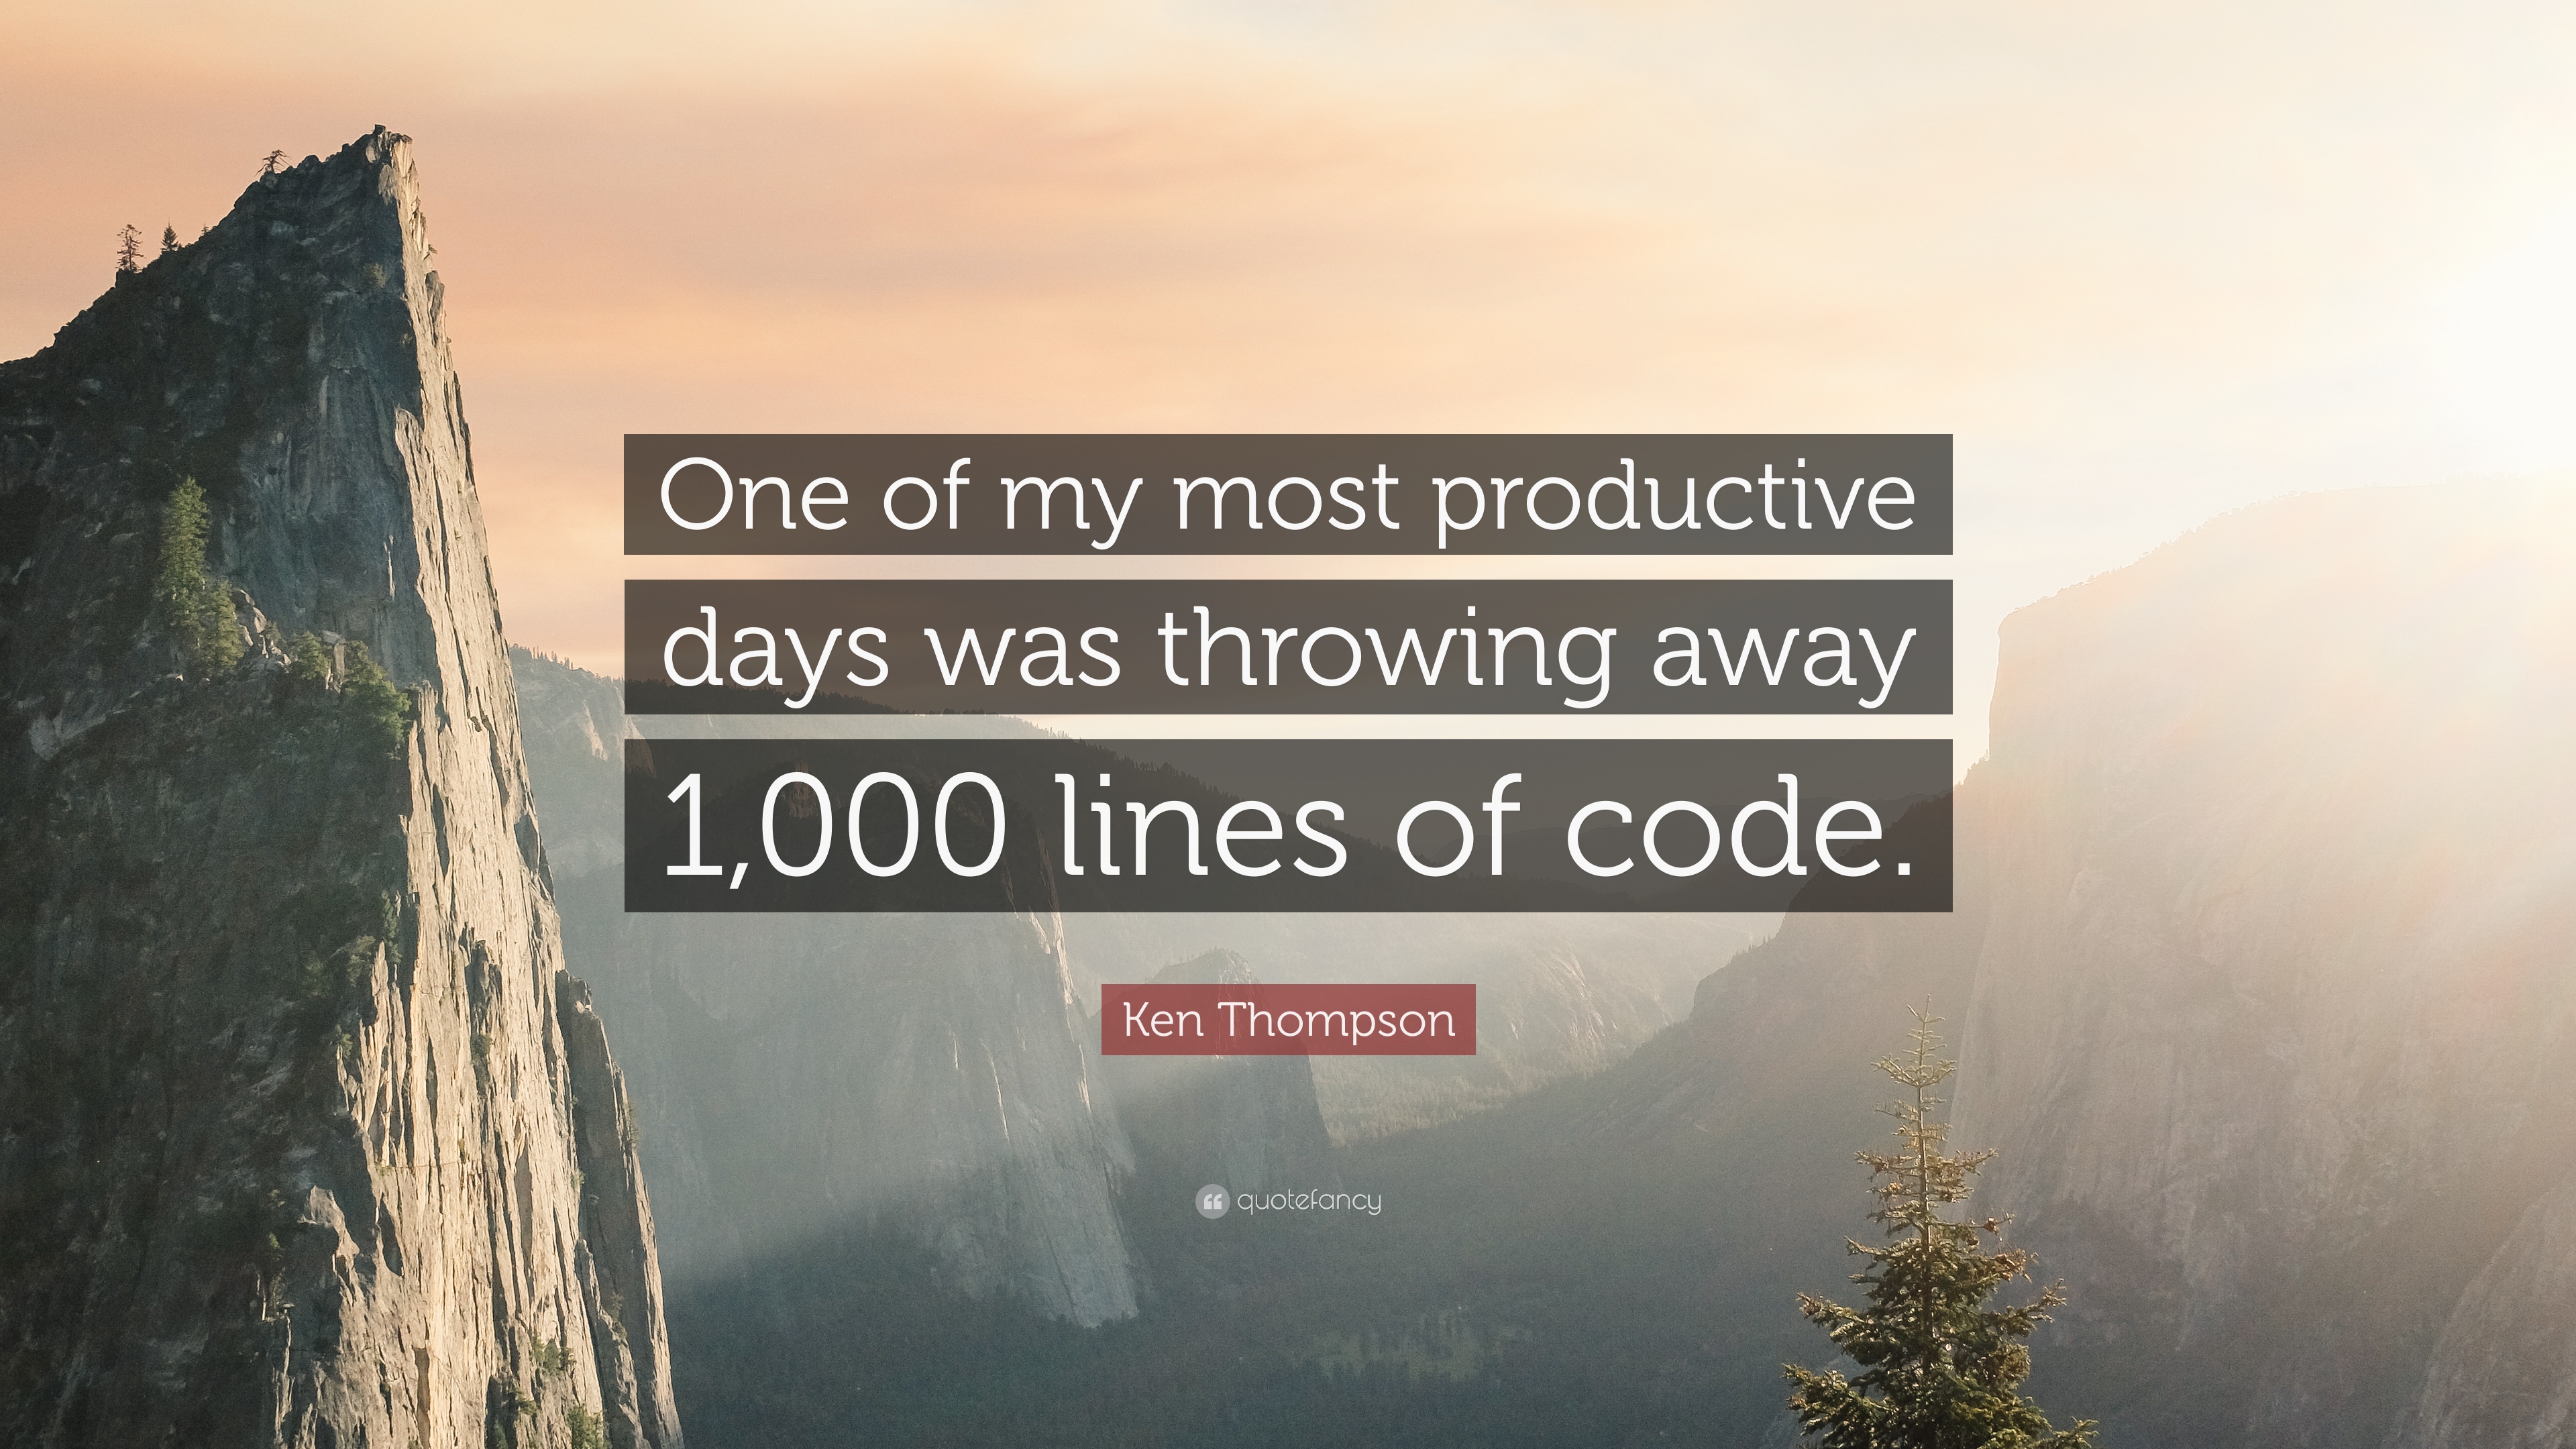 One of my most productive
days was throwing away
1,000 lines of code.
Ken Thompson
quotefancy